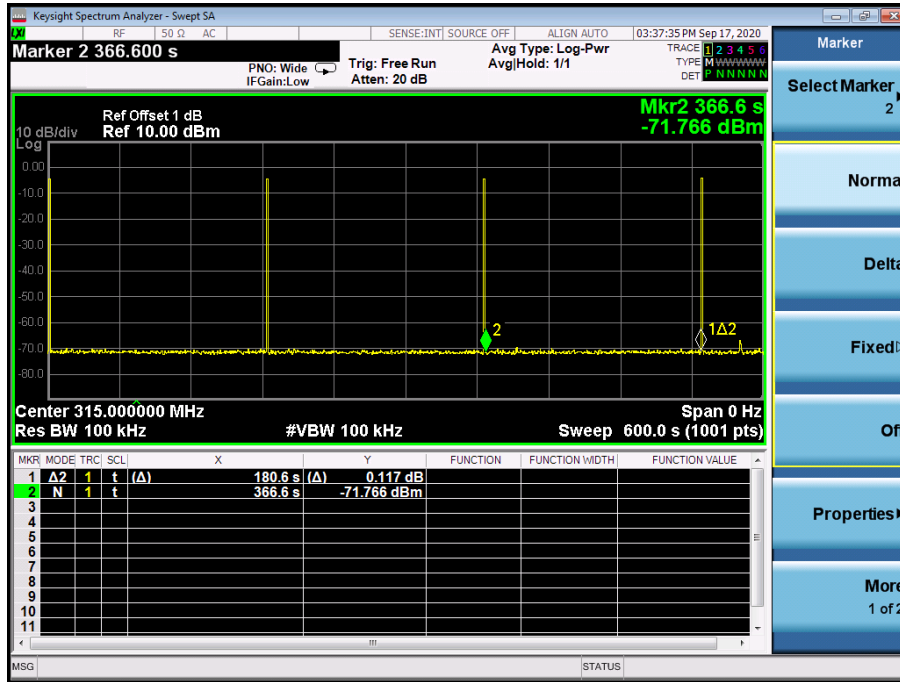 Keysight Spectrum Analyzer - Swept SA
LXI RF 50 Ω AC SENSE:INT SOURCE OFF ALIGN AUTO 03:37:35 PM Sep 17, 2020
Marker 2 366.600 s
PNO: Wide
IFGain:Low
Trig: Free Run
Atten: 20 dB
Avg Type: Log-Pwr
Avg|Hold: 1/1
TRACE 1 2 3 4 5 6
TYPE M WWWWW
DET P N N N N N
Marker
Select Marker
2
Norma
Delta
Fixed
Of
Properties
More
1 of 2
Mkr2 366.6 s
-71.766 dBm
Ref Offset 1 dB
10 dB/div Ref 10.00 dBm
Log
0.00
-10.0
-20.0
-30.0
-40.0
-50.0
-60.0
-70.0
-80.0
2
1Δ2
Center 315.000000 MHz Span 0 Hz
Res BW 100 kHz #VBW 100 kHz Sweep 600.0 s (1001 pts)
MKR MODE TRC SCL X Y FUNCTION FUNCTION WIDTH FUNCTION VALUE
1 Δ2 1 t (Δ) 180.6 s (Δ) 0.117 dB
2 N 1 t 366.6 s -71.766 dBm
3
4
5
6
7
8
9
10
11
MSG STATUS